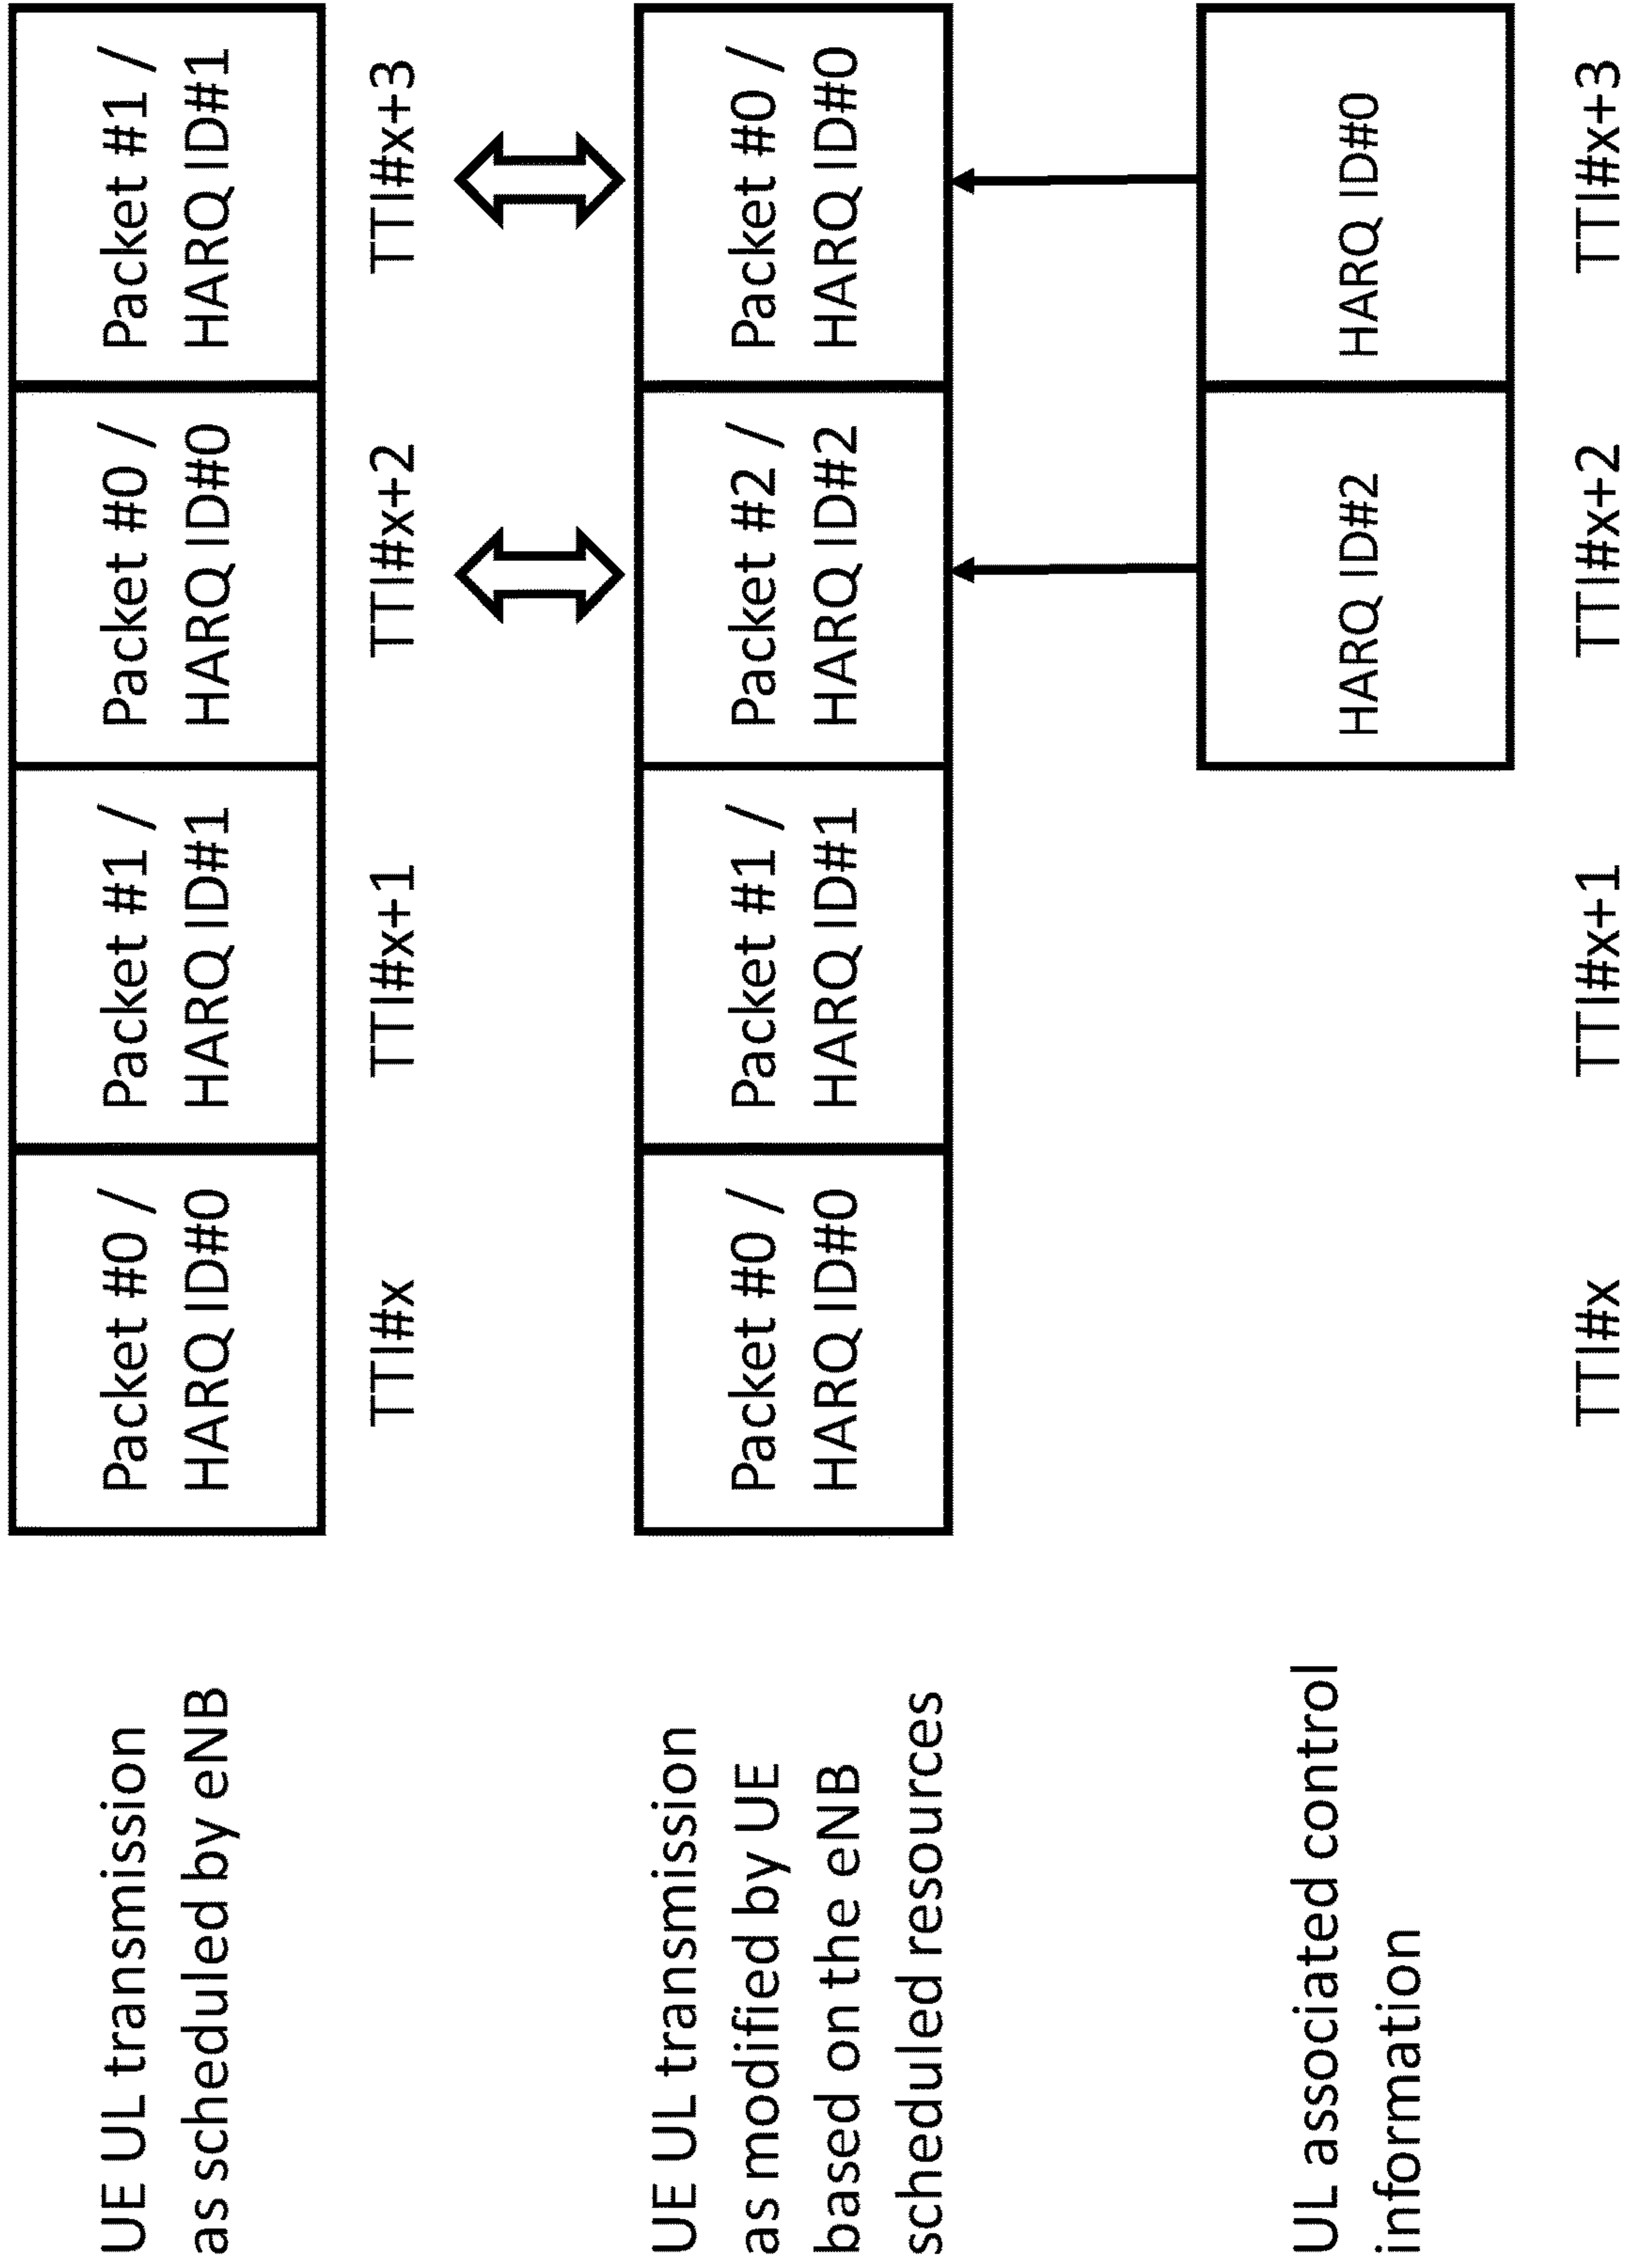 UE UL transmission
as scheduled by eNB
Packet #0 /
HARQ ID#0
Packet #1 /
HARQ ID#1
Packet #0 /
HARQ ID#0
Packet #1 /
HARQ ID#1
TTI#x
TTI#x+1
TTI#x+2
TTI#x+3
UE UL transmission
as modified by UE
based on the eNB
scheduled resources
Packet #0 /
HARQ ID#0
Packet #1 /
HARQ ID#1
Packet #2 /
HARQ ID#2
Packet #0 /
HARQ ID#0
UL associated control
information
HARQ ID#2
HARQ ID#0
TTI#x
TTI#x+1
TTI#x+2
TTI#x+3